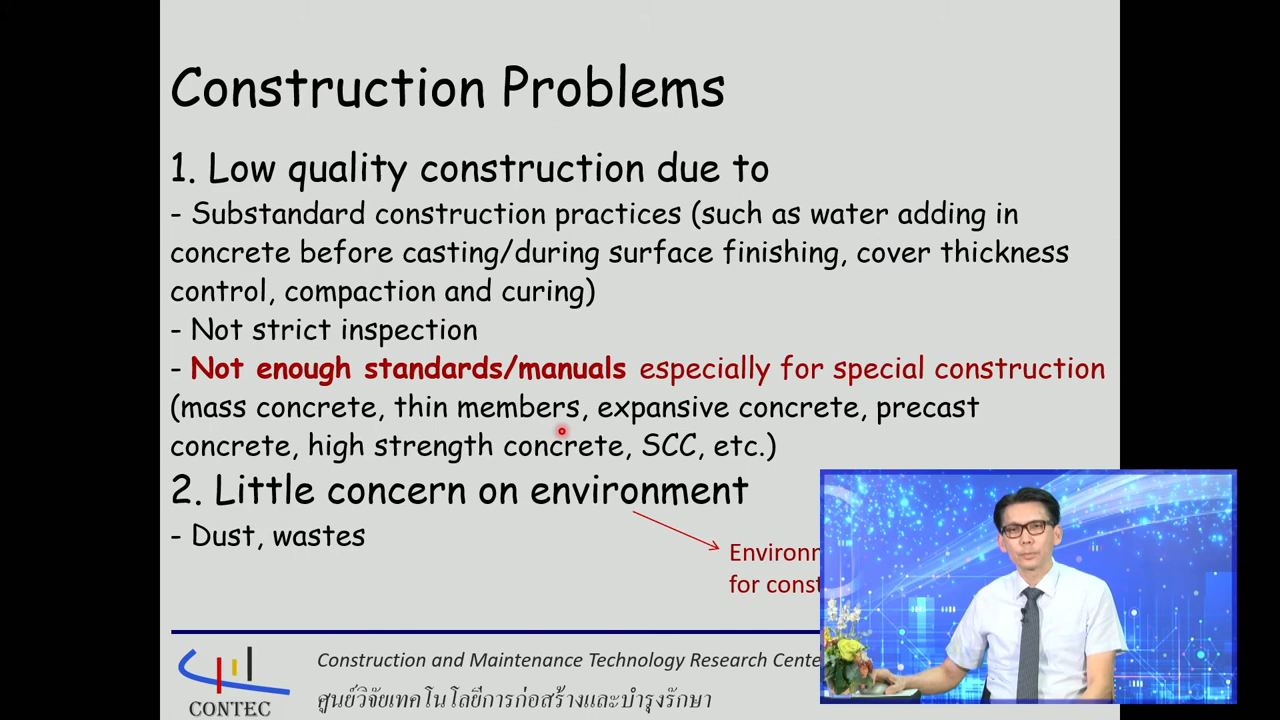 Construction Problems
1. Low quality construction due to
- Substandard construction practices (such as water adding in
concrete before casting/during surface finishing, cover thickness
control, compaction and curing)
- Not strict inspection
- Not enough standards/manuals especially for special construction
(mass concrete, thin members, expansive concrete, precast
concrete, high strength concrete, SCC, etc.)
2. Little concern on environment
- Dust, wastes
for
Construction and Maintenance Technology Research
ศูนย์วิจัยเทคโนโลยีการก่อสร้างและบำรุงรักษา
CONTEC